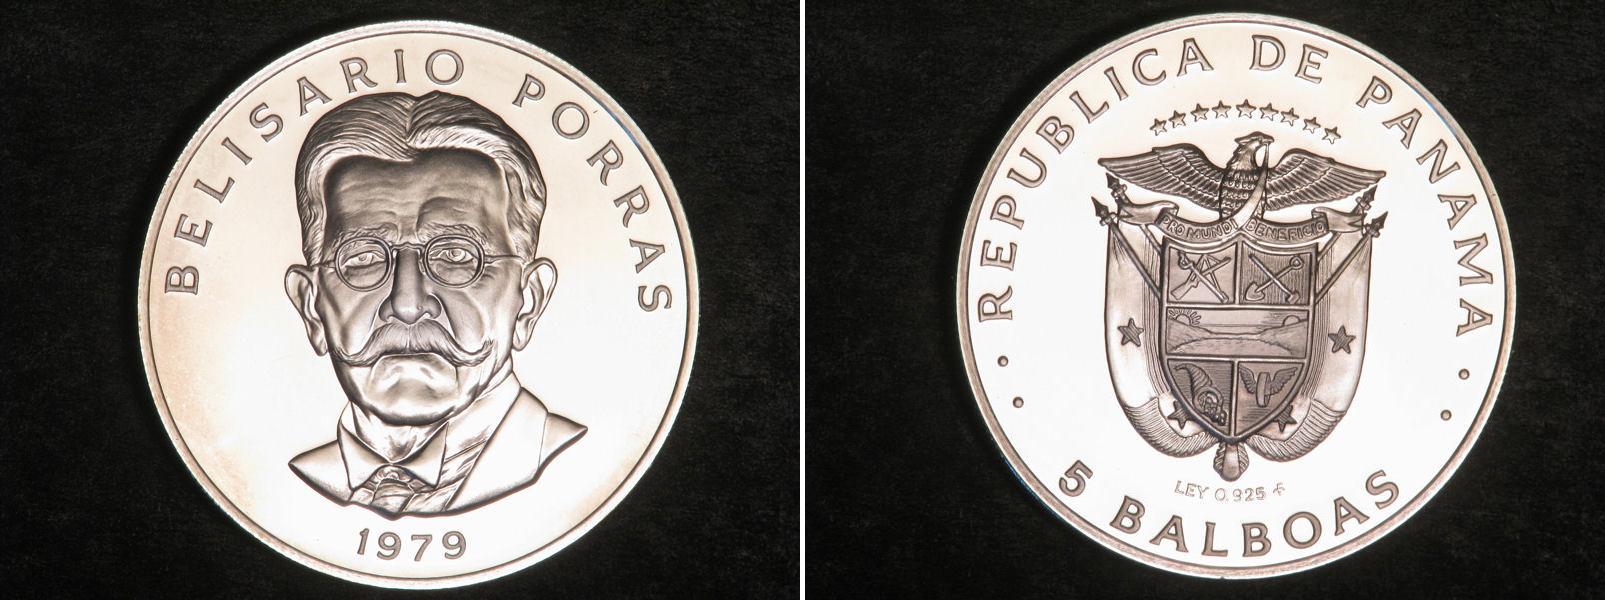 BELISARIO PORRAS
1979
REPUBLICA DE PANAMA
PRO MUNDI BENEFICIO
LEY 0.925
5 BALBOAS